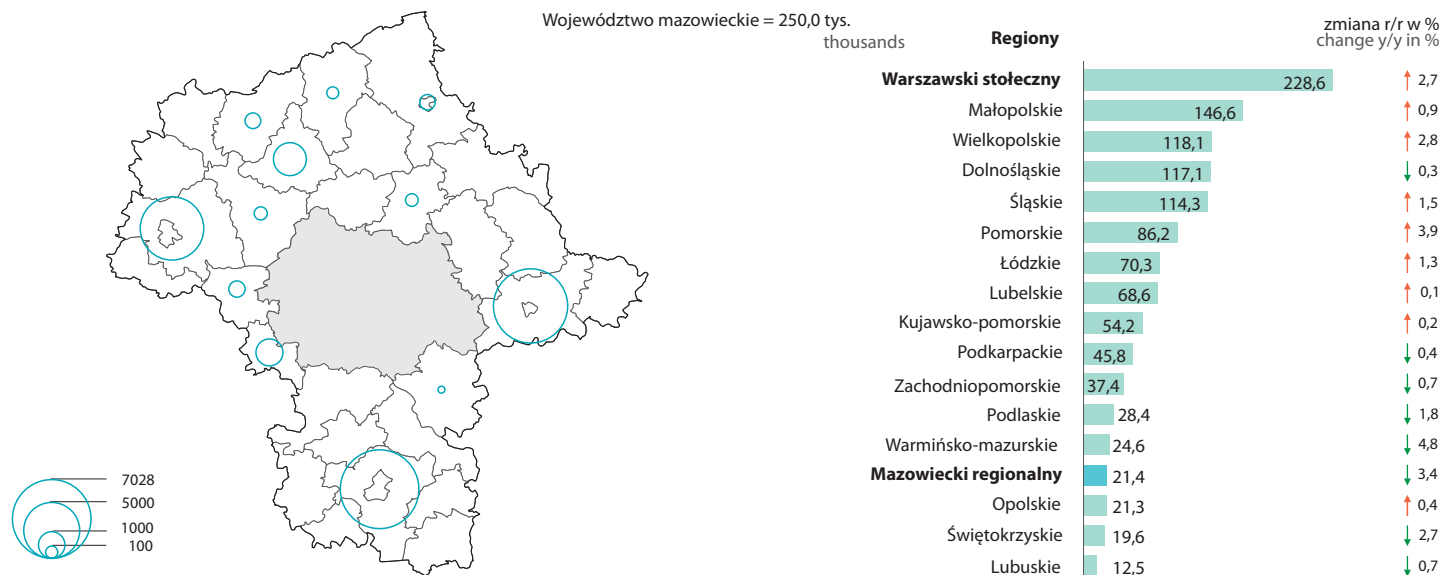 Województwo mazowieckie = 250,0 tys.
thousands
Regiony
zmiana r/r w %
change y/y in %
Warszawski stołeczny 228,6 2,7
Małopolskie 146,6 0,9
Wielkopolskie 118,1 2,8
Dolnośląskie 117,1 0,3
Śląskie 114,3 1,5
Pomorskie 86,2 3,9
Łódzkie 70,3 1,3
Lubelskie 68,6 0,1
Kujawsko-pomorskie 54,2 0,2
Podkarpackie 45,8 0,4
Zachodniopomorskie 37,4 0,7
Podlaskie 28,4 1,8
Warmińsko-mazurskie 24,6 4,8
Mazowiecki regionalny 21,4 3,4
Opolskie 21,3 0,4
Świętokrzyskie 19,6 2,7
Lubuskie 12,5 0,7
7028
5000
1000
100